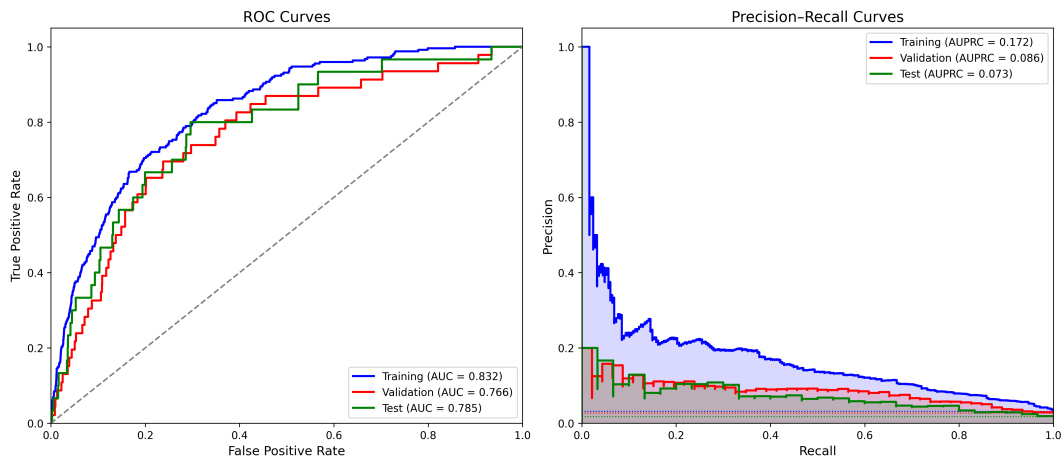 ROC Curves
True Positive Rate
1.0
0.8
0.6
0.4
0.2
0.0
Training (AUC = 0.832)
Validation (AUC = 0.766)
Test (AUC = 0.785)
0.0 0.2 0.4 0.6 0.8 1.0
False Positive Rate
Precision–Recall Curves
Precision
1.0
0.8
0.6
0.4
0.2
0.0
Training (AUPRC = 0.172)
Validation (AUPRC = 0.086)
Test (AUPRC = 0.073)
0.0 0.2 0.4 0.6 0.8 1.0
Recall